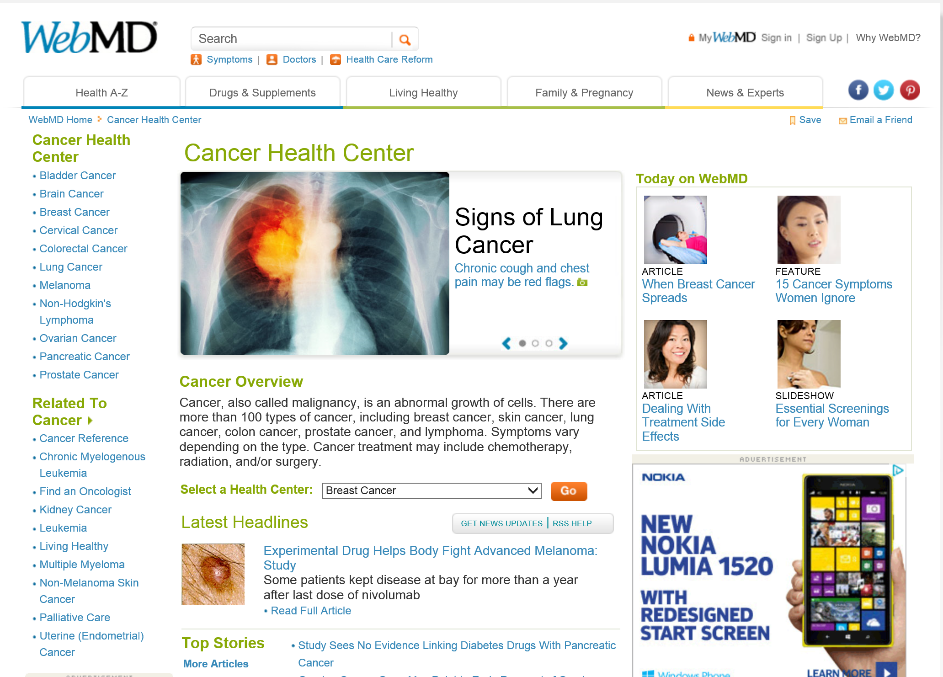 WebMD
Search
Symptoms | Doctors | Health Care Reform
My WebMD Sign in | Sign Up | Why WebMD?
Health A-Z
Drugs & Supplements
Living Healthy
Family & Pregnancy
News & Experts
WebMD Home > Cancer Health Center
Save
Email a Friend
Cancer Health
Center
• Bladder Cancer
• Brain Cancer
• Breast Cancer
• Cervical Cancer
• Colorectal Cancer
• Lung Cancer
• Melanoma
• Non-Hodgkin's
Lymphoma
• Ovarian Cancer
• Pancreatic Cancer
• Prostate Cancer
Related To
Cancer
• Cancer Reference
• Chronic Myelogenous
Leukemia
• Find an Oncologist
• Kidney Cancer
• Leukemia
• Living Healthy
• Multiple Myeloma
• Non-Melanoma Skin
Cancer
• Palliative Care
• Uterine (Endometrial)
Cancer
ADVERTISEMENT
Cancer Health Center
Signs of Lung
Cancer
Chronic cough and chest
pain may be red flags.
Cancer Overview
Cancer, also called malignancy, is an abnormal growth of cells. There are
more than 100 types of cancer, including breast cancer, skin cancer, lung
cancer, colon cancer, prostate cancer, and lymphoma. Symptoms vary
depending on the type. Cancer treatment may include chemotherapy,
radiation, and/or surgery.
Select a Health Center: Breast Cancer Go
Latest Headlines
GET NEWS UPDATES | RSS HELP
Experimental Drug Helps Body Fight Advanced Melanoma:
Study
Some patients kept disease at bay for more than a year
after last dose of nivolumab
• Read Full Article
Top Stories
More Articles
• Study Sees No Evidence Linking Diabetes Drugs With Pancreatic
Cancer
Today on WebMD
ARTICLE
When Breast Cancer
Spreads
FEATURE
15 Cancer Symptoms
Women Ignore
ARTICLE
Dealing With
Treatment Side
Effects
SLIDESHOW
Essential Screenings
for Every Woman
ADVERTISEMENT
NOKIA
NEW
NOKIA
LUMIA 1520
WITH
REDESIGNED
START SCREEN
Windows Phone
LEARN MORE